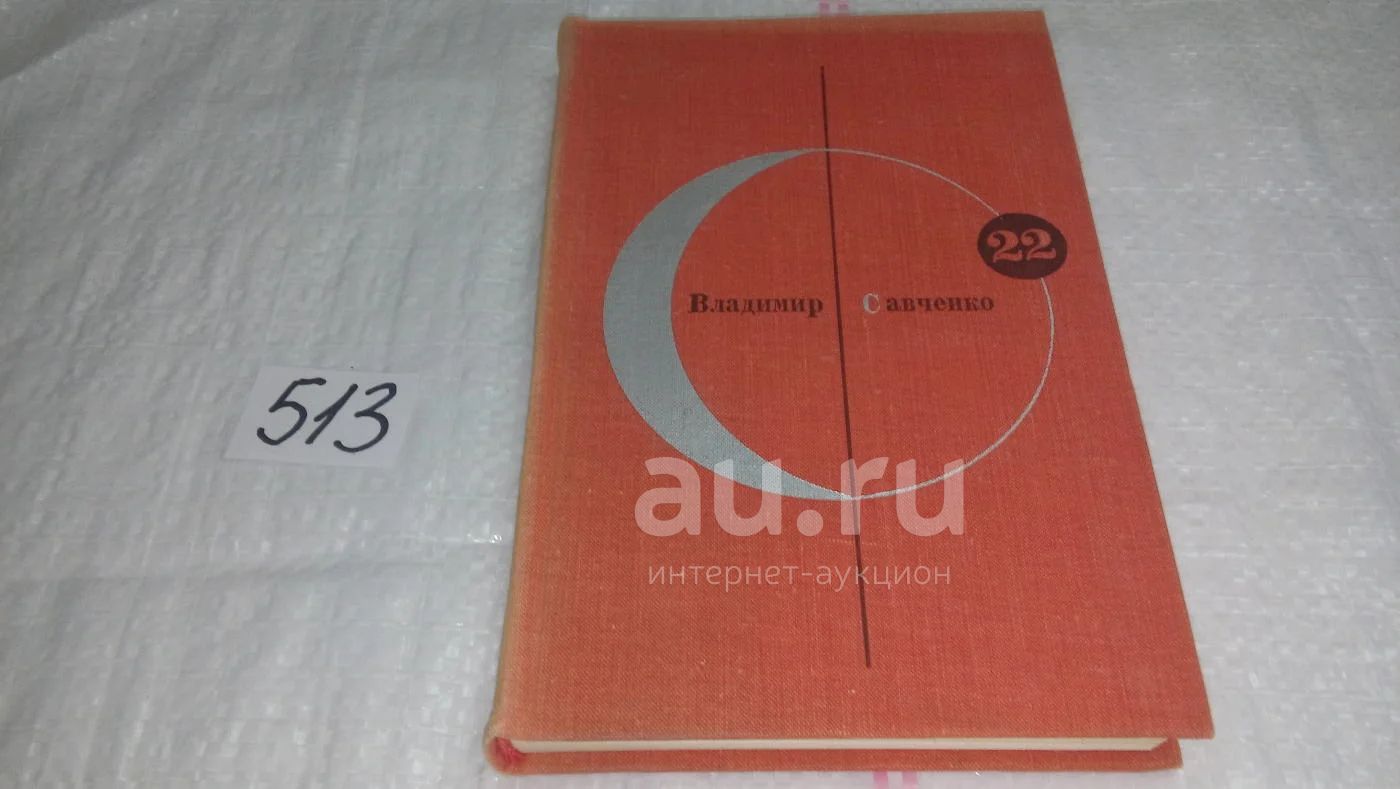 22
Владимир Савченко
513
au.ru
интернет-аукцион